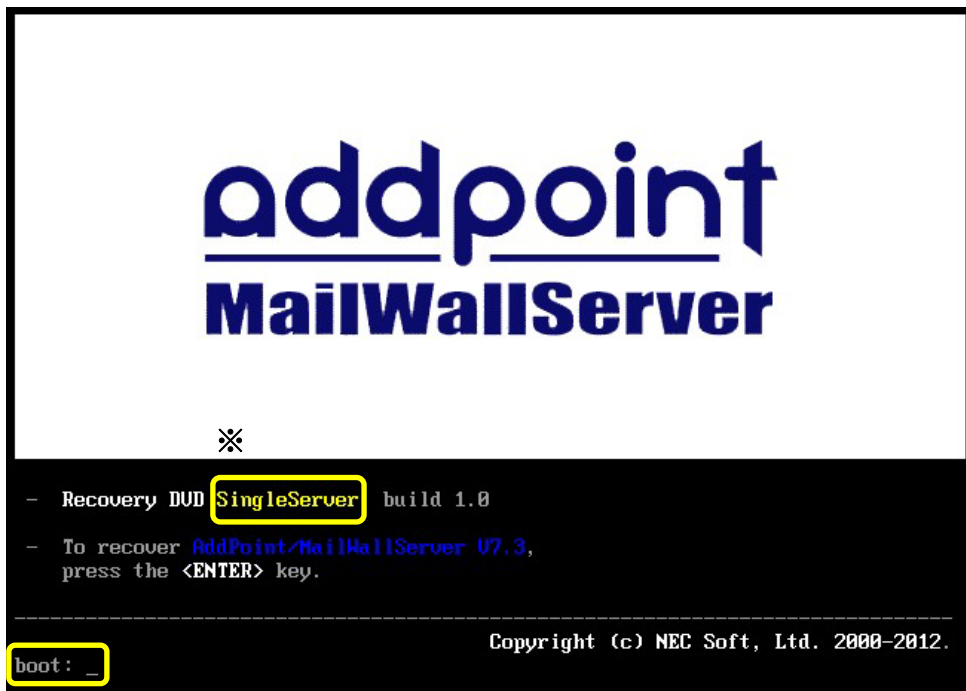 addpoint
MailWallServer
※
- Recovery DVD SingleServer build 1.0
- To recover AddPoint/MailWallServer V7.3,
press the <ENTER> key.
Copyright (c) NEC Soft, Ltd. 2000-2012.
boot: _